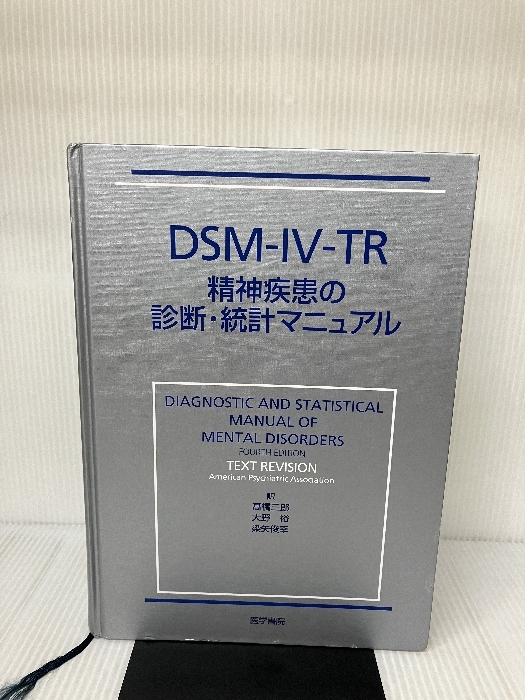 DSM-IV-TR
精神疾患の
診断・統計マニュアル
DIAGNOSTIC AND STATISTICAL
MANUAL OF
MENTAL DISORDERS
FOURTH EDITION
TEXT REVISION
American Psychiatric Association
訳
髙橋三郎
大野 裕
染矢俊幸
医学書院